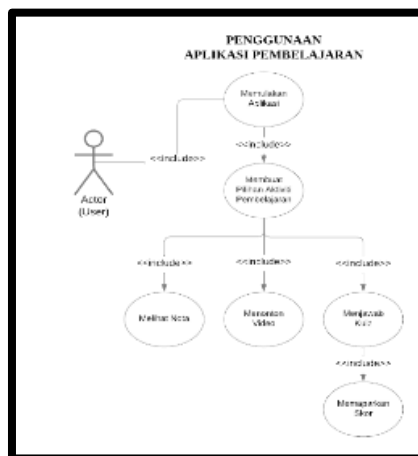 PENGGUNAAN
APLIKASI PEMBELAJARAN
Memulakan
Aplikasi
<<include>>
<<include>>
Actor
(User)
Membuat
Pilihan Aktiviti
Pembelajaran
<<include>>
<<include>>
<<include>>
Melihat Nota
Menonton
Video
Menjawab
Kuiz
<<include>>
Memaparkan
Skor